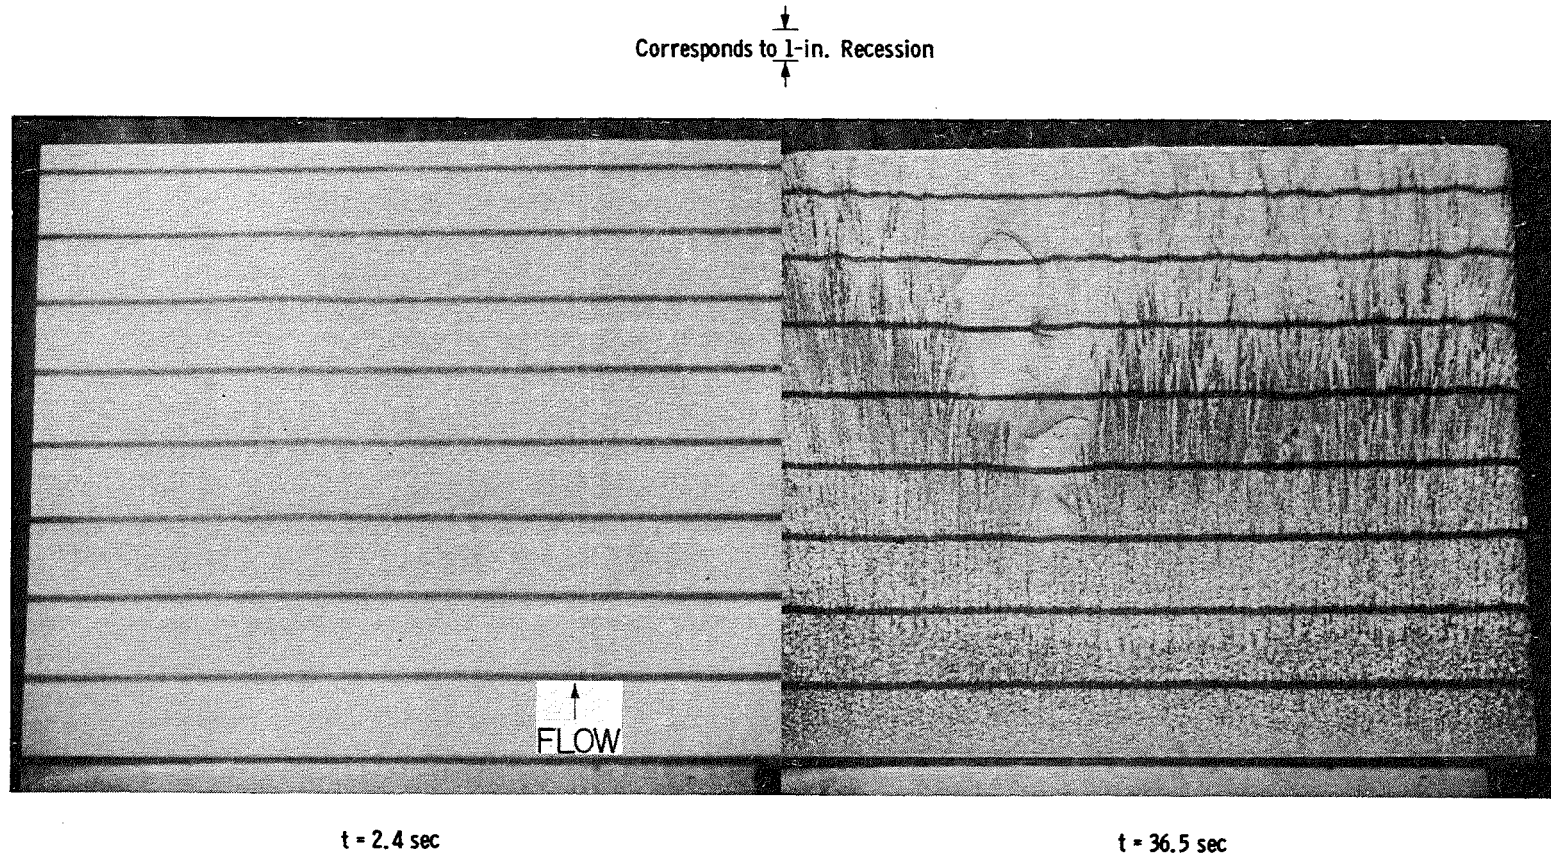 Corresponds to 1-in. Recession
FLOW
t = 2.4 sec
t = 36.5 sec